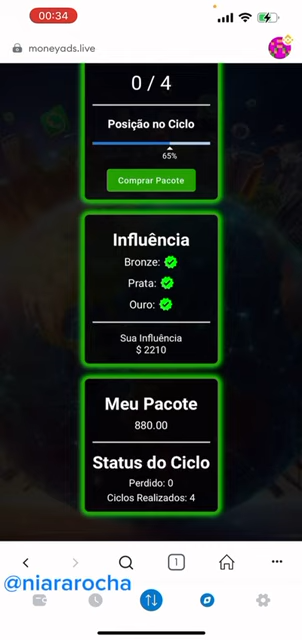 00:34
moneyads.live
0 / 4
Posição no Ciclo
65%
Comprar Pacote
Influência
Bronze:
Prata:
Ouro:
Sua Influência
$ 2210
Meu Pacote
880.00
Status do Ciclo
Perdido: 0
Ciclos Realizados: 4
1
@niararocha